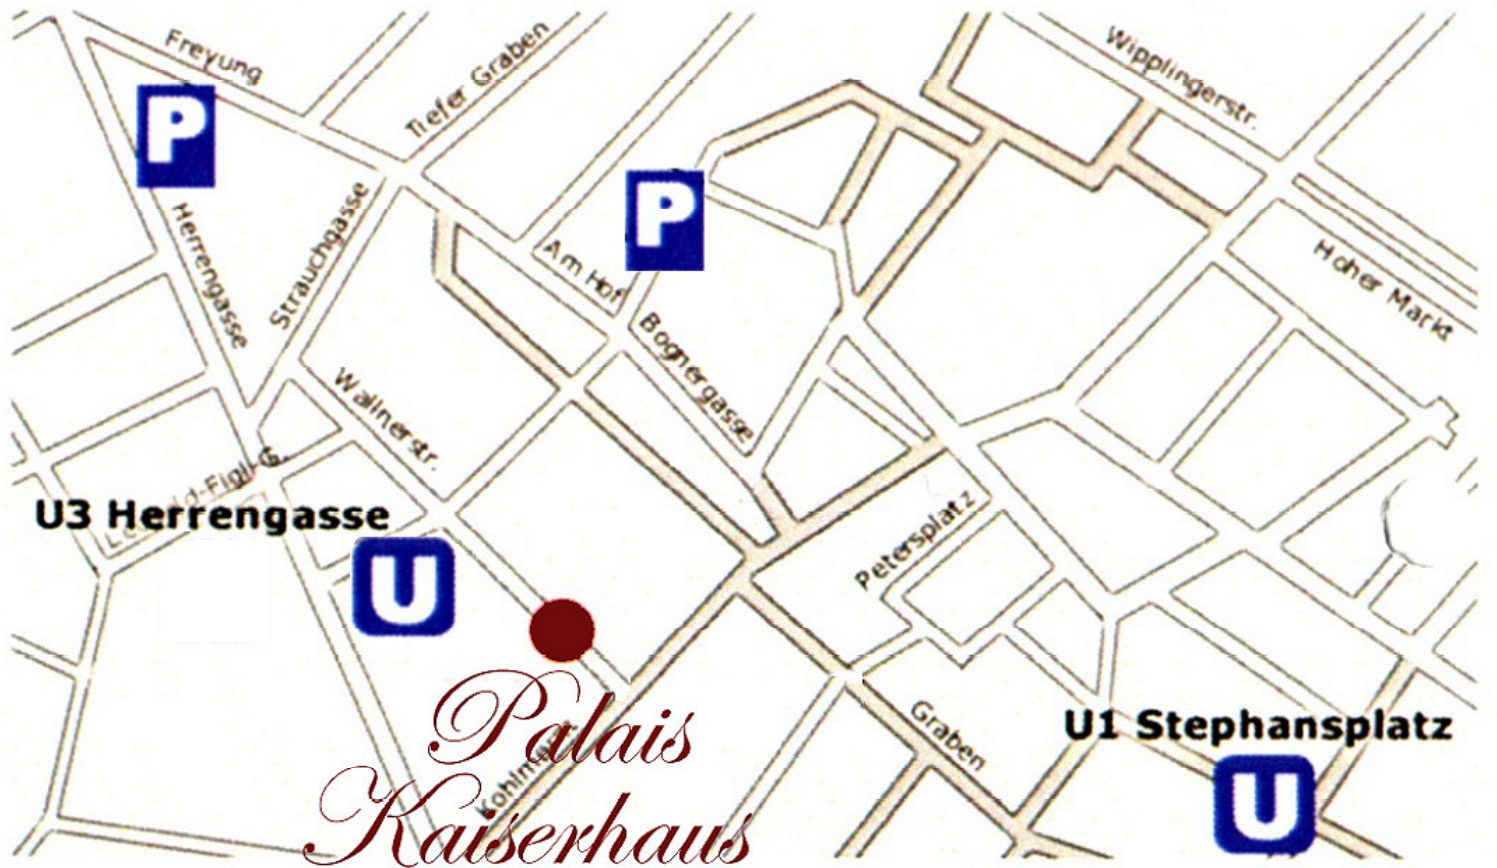 Freyung
Tiefer Graben
Wipplingerstr.
P
P
Herrengasse
Strauchgasse
Am Hof
Hoher Markt
Bognergasse
Wallnerstr.
U3 Herrengasse
Petersplatz
U
Palais
Kaiserhaus
Graben
U1 Stephansplatz
U